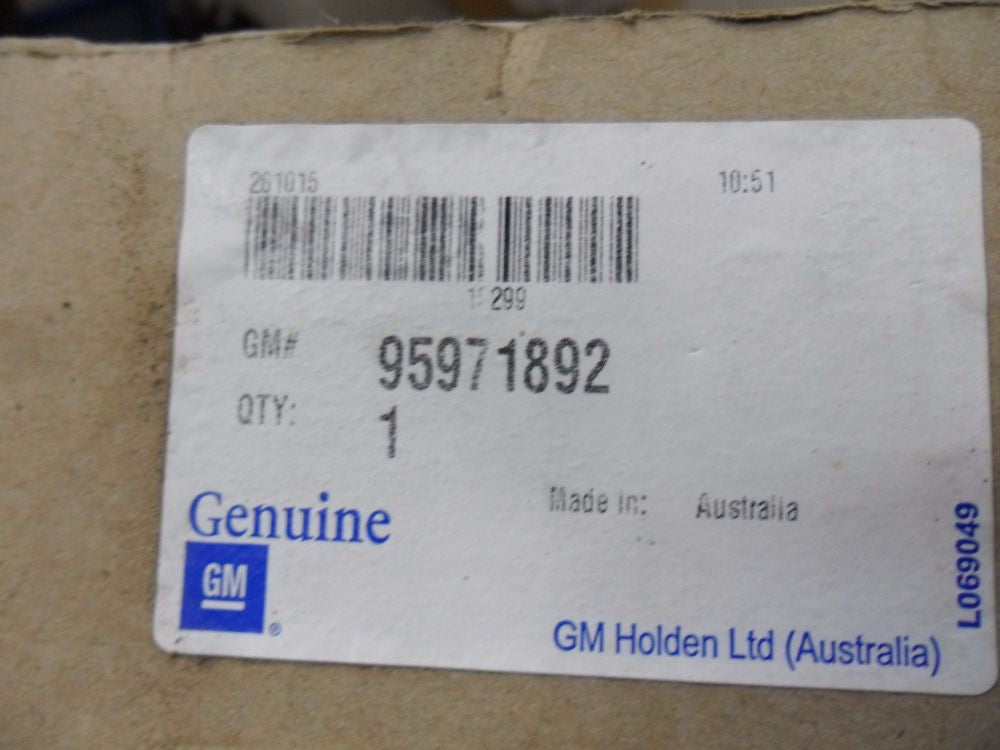 261015 10:51
299
GM# 95971892
QTY: 1
Made in: Australia
Genuine
GM
®
GM Holden Ltd (Australia)
L069049